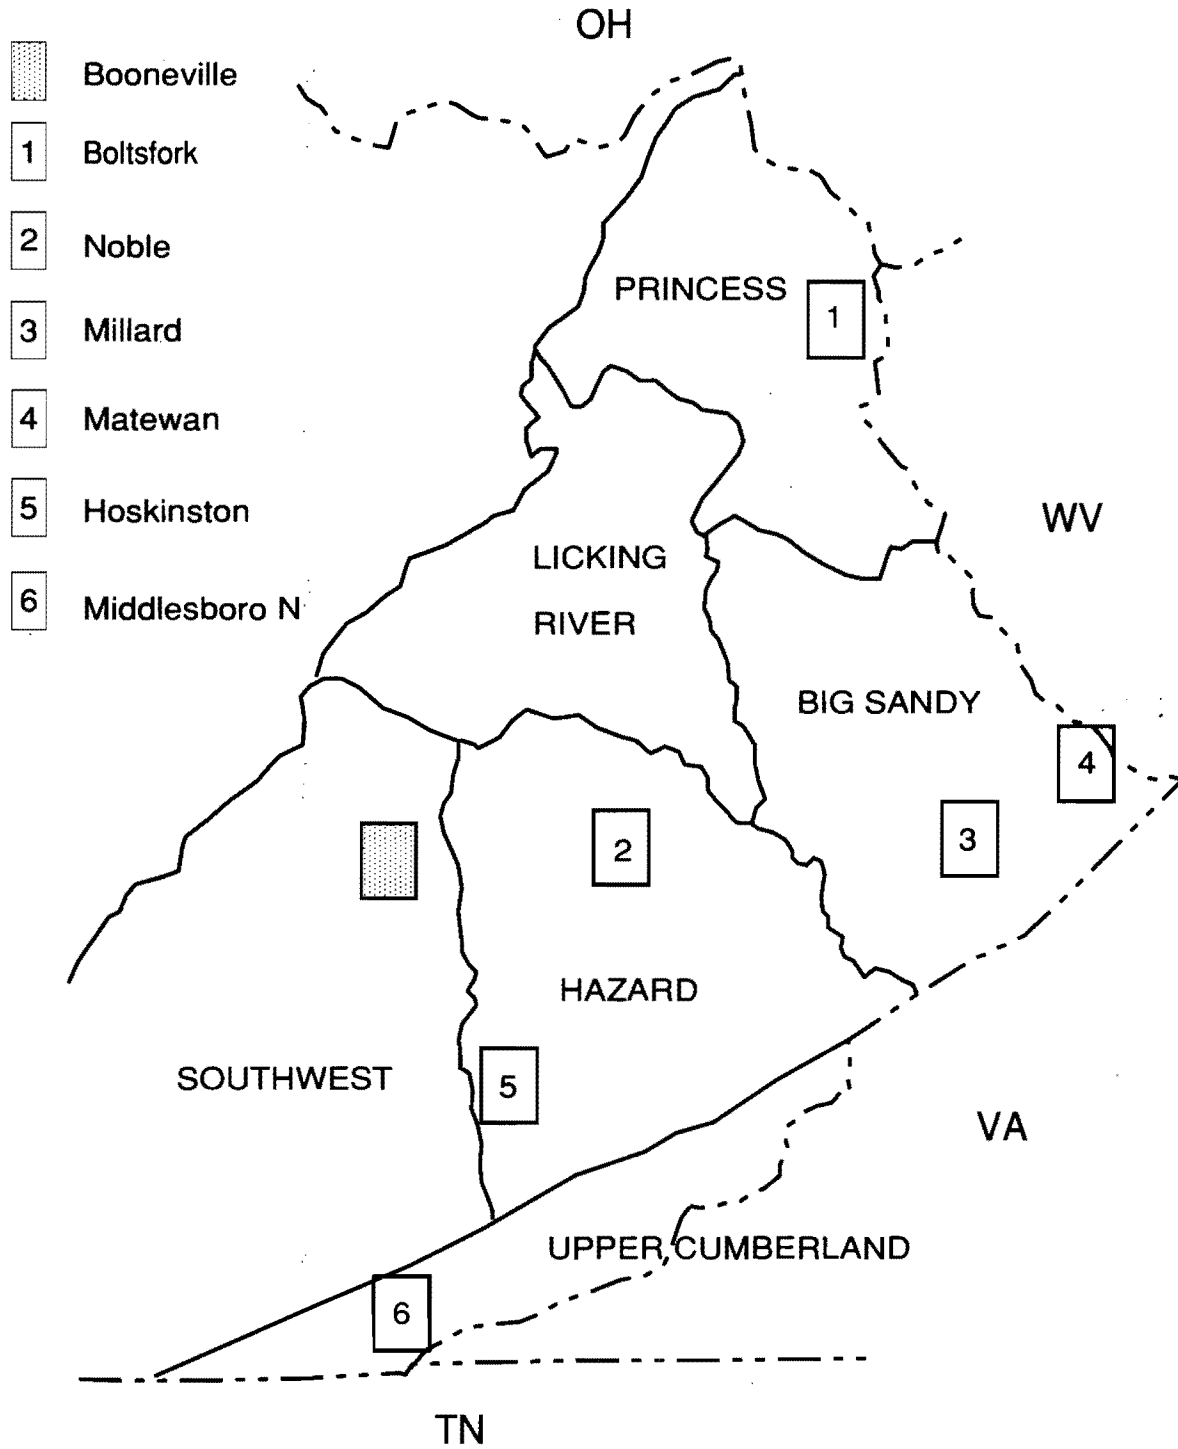 OH
Booneville
1 Boltsfork
2 Noble
3 Millard
4 Matewan
5 Hoskinston
6 Middlesboro N
PRINCESS
1
WV
LICKING
RIVER
BIG SANDY
4
3
2
HAZARD
SOUTHWEST
5
VA
UPPER CUMBERLAND
6
TN